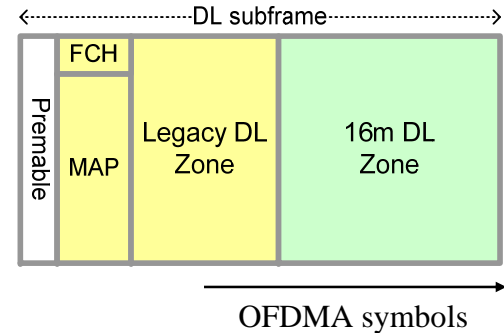 DL subframe
Premable
FCH
MAP
Legacy DL
Zone
16m DL
Zone
OFDMA symbols